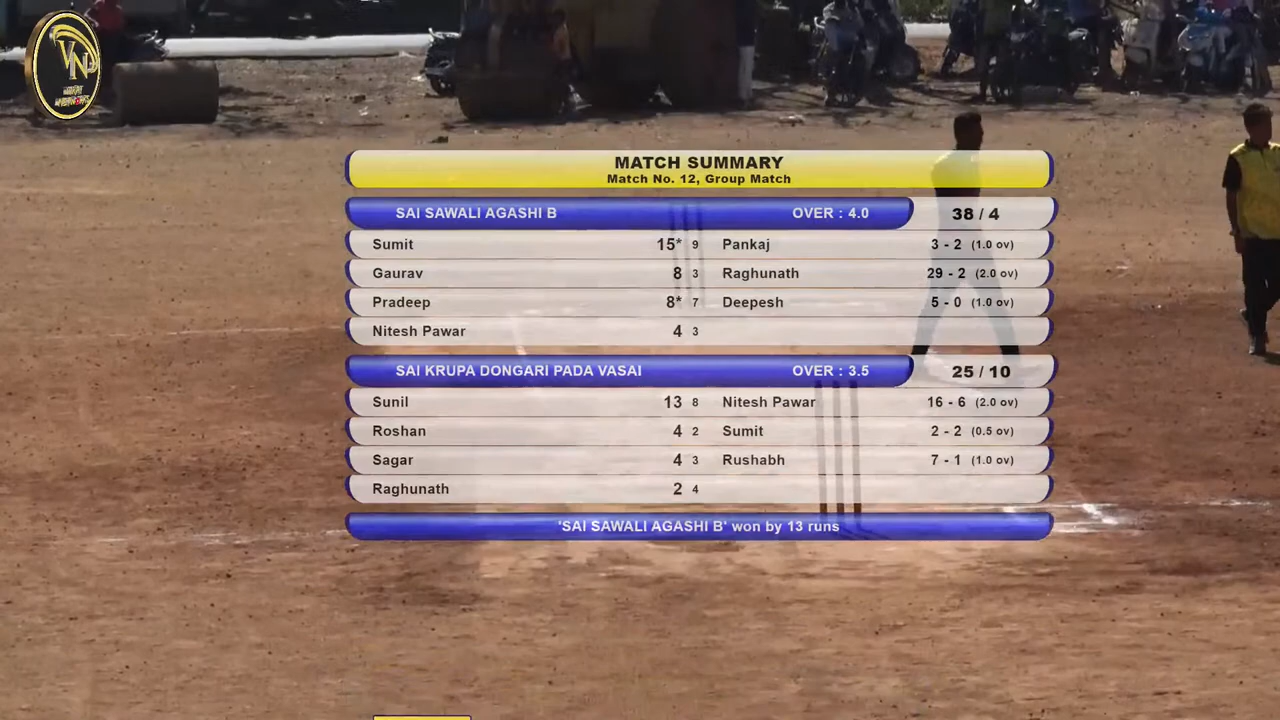 VN
MATCH SUMMARY
Match No. 12, Group Match
SAI SAWALI AGASHI B OVER : 4.0 38 / 4
Sumit 15* 9 Pankaj 3 - 2 (1.0 ov)
Gaurav 8 3 Raghunath 29 - 2 (2.0 ov)
Pradeep 8* 7 Deepesh 5 - 0 (1.0 ov)
Nitesh Pawar 4 3
SAI KRUPA DONGARI PADA VASAI OVER : 3.5 25 / 10
Sunil 13 8 Nitesh Pawar 16 - 6 (2.0 ov)
Roshan 4 2 Sumit 2 - 2 (0.5 ov)
Sagar 4 3 Rushabh 7 - 1 (1.0 ov)
Raghunath 2 4
'SAI SAWALI AGASHI B' won by 13 runs